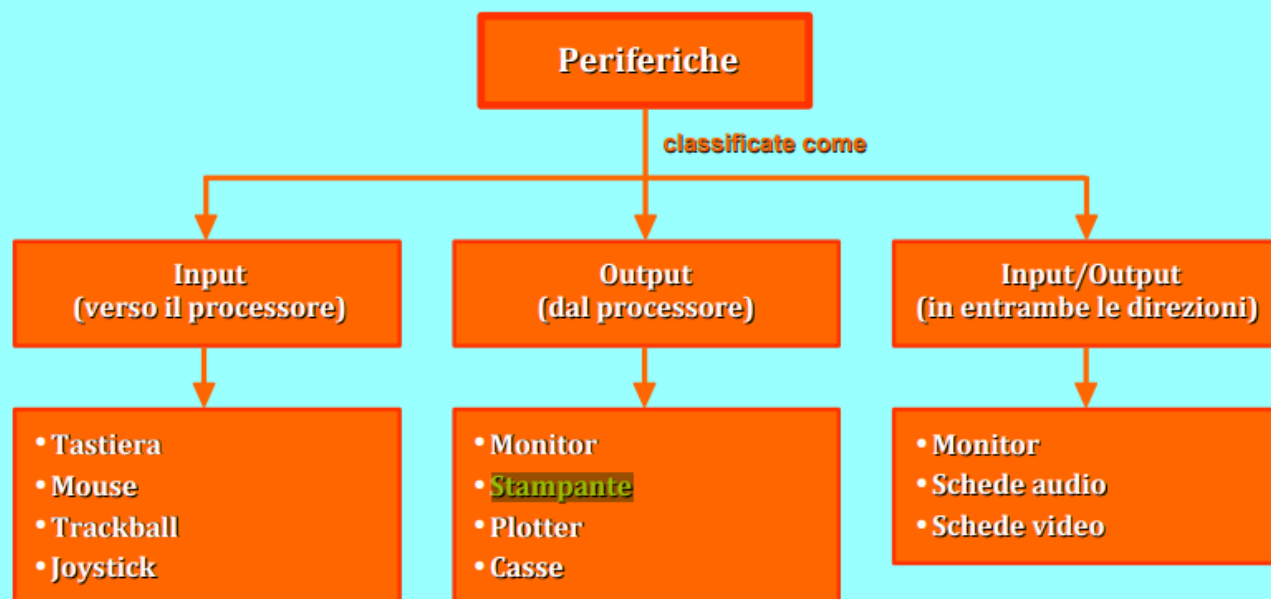 Periferiche
classificate come
Input
(verso il processore)
Output
(dal processore)
Input/Output
(in entrambe le direzioni)
• Tastiera
• Mouse
• Trackball
• Joystick
• Monitor
• Stampante
• Plotter
• Casse
• Monitor
• Schede audio
• Schede video